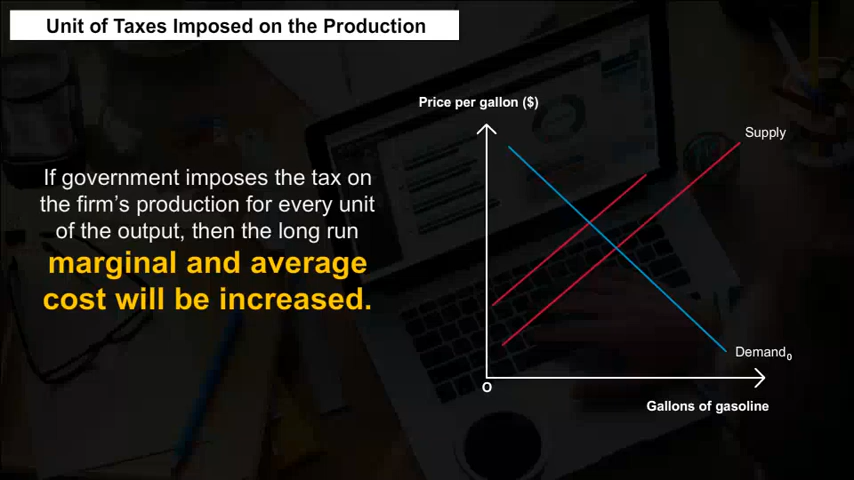 Unit of Taxes Imposed on the Production
If government imposes the tax on
the firm's production for every unit
of the output, then the long run
marginal and average
cost will be increased.
Price per gallon ($)
Supply
Demand₀
O
Gallons of gasoline